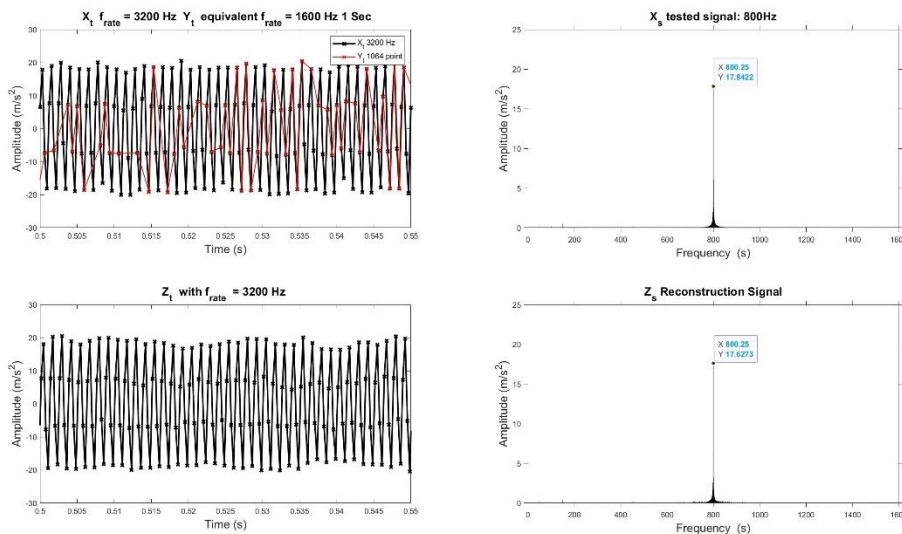 X_t f_rate = 3200 Hz Y_t equivalent f_rate = 1600 Hz 1 Sec
30
20
10
0
-10
-20
-30
Amplitude (m/s²)
X_t 3200 Hz
Y_t 1064 point
0.5 0.505 0.51 0.515 0.52 0.525 0.53 0.535 0.54 0.545 0.55
Time (s)
X_s tested signal: 800Hz
25
20
15
10
5
0
Amplitude (m/s²)
X 800.25
Y 17.8422
0 200 400 600 800 1000 1200 1400 1600
Frequency (s)
Z_t with f_rate = 3200 Hz
30
20
10
0
-10
-20
-30
Amplitude (m/s²)
0.5 0.505 0.51 0.515 0.52 0.525 0.53 0.535 0.54 0.545 0.55
Time (s)
Z_s Reconstruction Signal
25
20
15
10
5
0
Amplitude (m/s²)
X 800.25
Y 17.6273
0 200 400 600 800 1000 1200 1400 1600
Frequency (s)